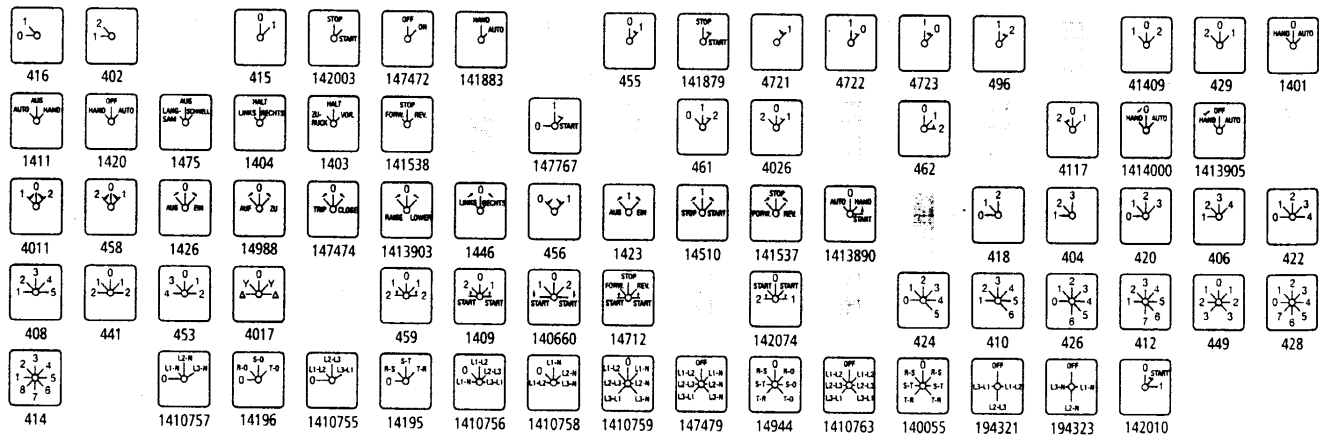 1 2 0 STOP OFF HAND 0 STOP 1 1 1 0 0
0 1 1 START ON AUTO 1 START 1 0 0 2 1 2 2 1 HAND AUTO
416 402 415 142003 147472 141883 455 141879 4721 4722 4723 496 41409 429 1401
AUS OFF AUS HALT HALT STOP 1 0 0 0 OFF
AUTO HAND HAND AUTO LANG- SCHNELL LINKS RECHTS ZU- VOR. FORW. REV. 0 START 0 2 2 1 1 2 1 HAND AUTO HAND AUTO
SAM RUCK 2
1411 1420 1475 1404 1403 141538 147767 461 4026 462 4117 1414000 1413905
0 0 0 0 0 0 0 1 1 STOP 0 2 3 2 3 2
1 2 2 1 LINKS RECHTS 0 1 AUTO HAND 1 2 1 3 2 4 1 3
AUS EIN AUF ZU TRIP CLOSE RAISE LOWER AUS EIN STOP START FORW. REV. START 0 1 0 1 0 4
4011 458 1426 14988 147474 1413903 1446 456 1423 14510 141537 1413890 418 404 420 406 422
3 0 0 0 0 0 0 STOP 0 2 3 3 3 0 3
2 4 1 1 3 1 Y Y 1 1 2 1 1 1 FORW. REV. START START 1 3 2 4 2 4 2 4 1 1 2 4
1 5 2 2 4 2 Δ Δ 2 2 START START START START START START 2 1 0 4 1 5 1 5 2 2 1 5
5 6 6 5 7 6 3 3 0 7 6
408 441 453 4017 459 1409 140660 14712 142074 424 410 426 412 449 428
3 L2-N S-O L2-L3 S-T L1-L2 L1-N 0 0 0 OFF 0 OFF OFF START
2 4 L1-N L3-N R-O T-O L1-L2 L3-L1 R-S T-R 0 L2-L3 0 L2-N L1-L2 L1-N L1-L2 L1-N R-S R-O L1-L2 L1-N R-S R-S
1 5 0 0 0 0 L1-N L3-L1 L1-L2 L3-N L2-L3 L2-N L2-L3 L2-N S-T S-O L2-L3 L2-N S-T S-T L3-L1 L1-L2 L3-N L1-N 0 1
8 7 6 L3-L1 L3-N L3-L1 L3-N T-R T-O L3-L1 L3-N T-R T-R L2-L3 L2-N
414 1410757 14196 1410755 14195 1410756 1410758 1410759 147479 14944 1410763 140055 194321 194323 142010